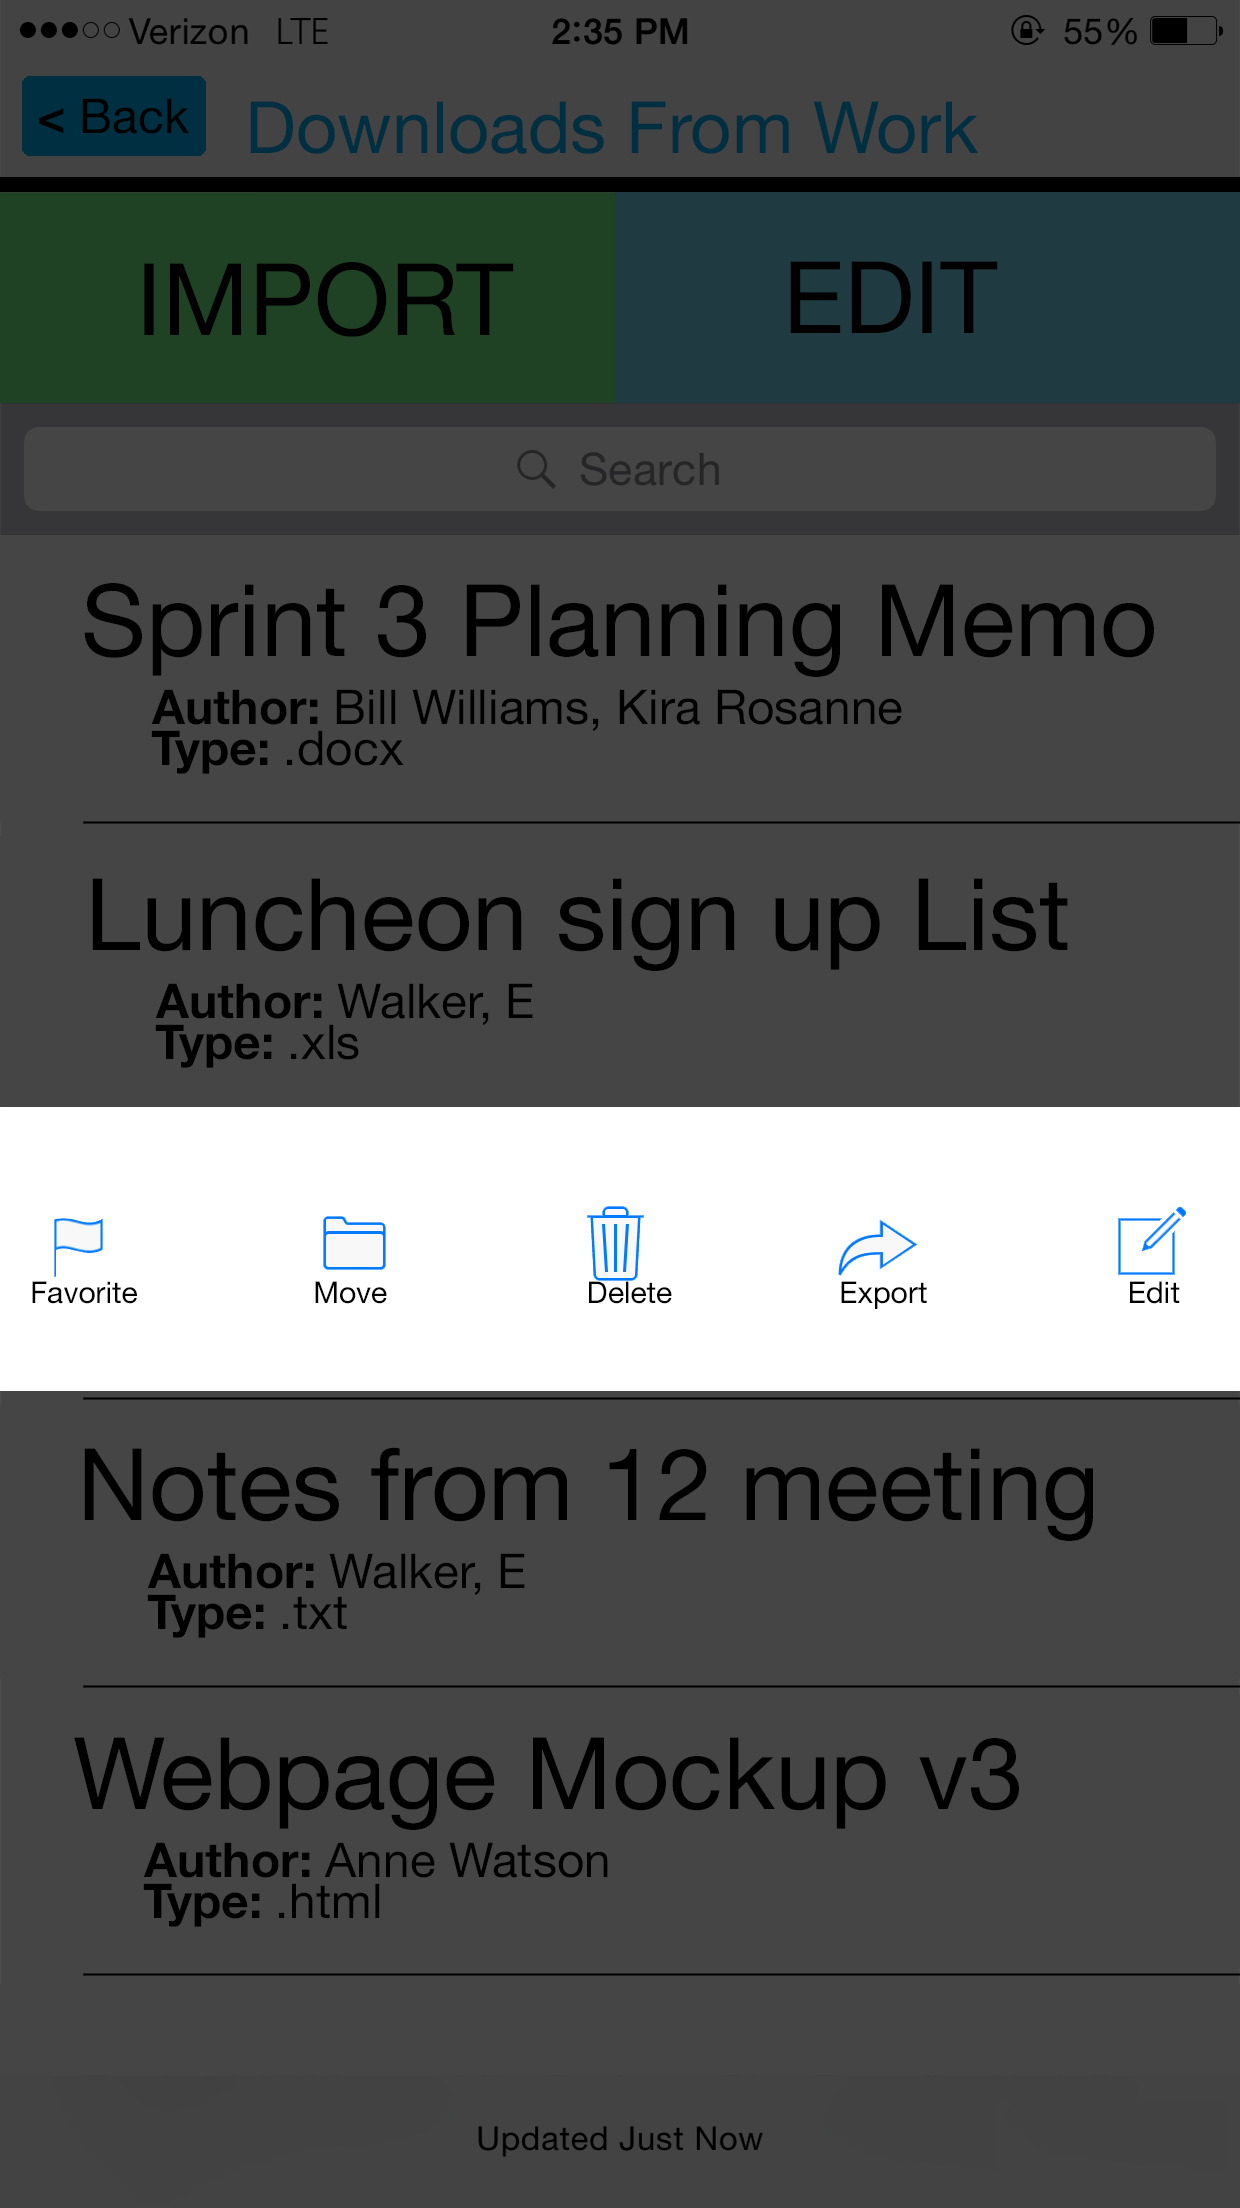 Verizon LTE 2:35 PM 55%
< Back Downloads From Work
IMPORT EDIT
Search
Sprint 3 Planning Memo
Author: Bill Williams, Kira Rosanne
Type: .docx
Luncheon sign up List
Author: Walker, E
Type: .xls
Favorite Move Delete Export Edit
Notes from 12 meeting
Author: Walker, E
Type: .txt
Webpage Mockup v3
Author: Anne Watson
Type: .html
Updated Just Now